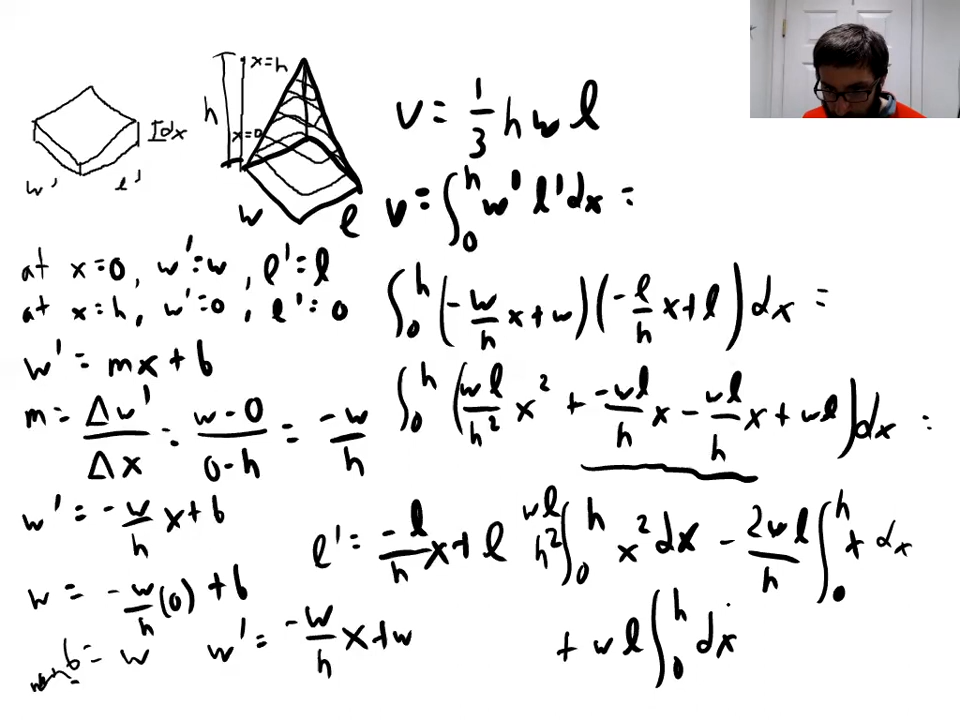 x=h
h
x=0
dx
w' l'
w l
V = 1/3 h w l
V = ∫₀ʰ w' l' dx =
at x=0, w'=w, l'=l
at x=h, w'=0, l'=0
∫₀ʰ (-w/h x + w)(-l/h x + l) dx =
w' = mx + b
∫₀ʰ (wl/h² x² + -wl/h x - wl/h x + wl) dx =
m = Δw'/Δx = w-0/0-h = -w/h
w' = -w/h x + b
l' = -l/h x + l
wl/h² ∫₀ʰ x² dx - 2wl/h ∫₀ʰ x dx
+ wl ∫₀ʰ dx
w = -w/h (0) + b
b = w
w' = -w/h x + w